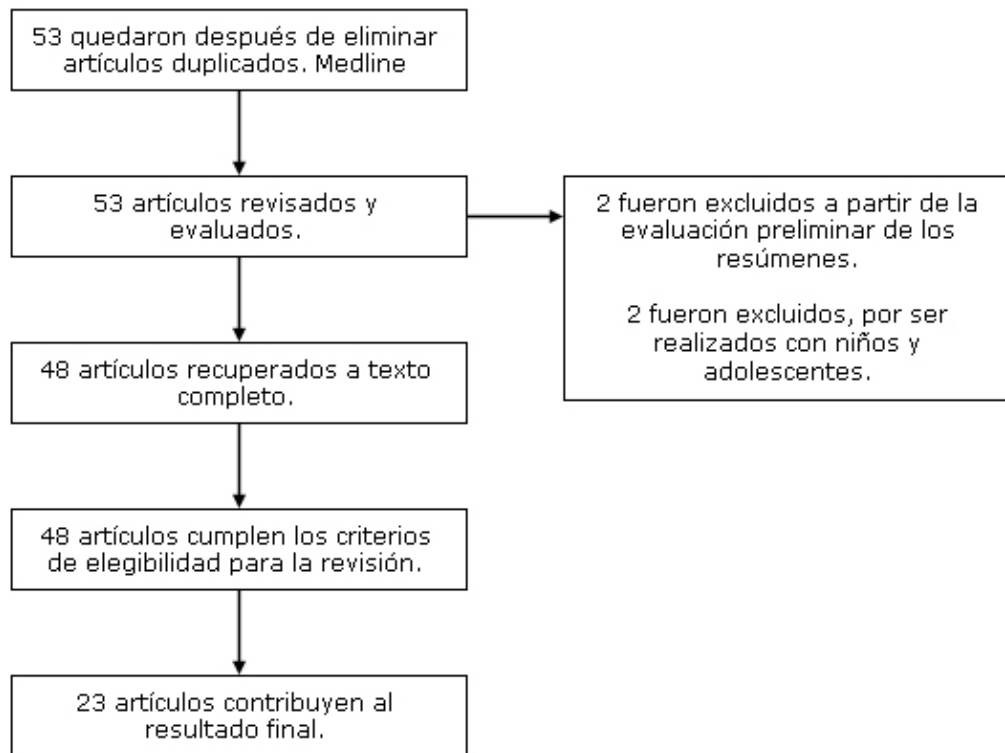 53 quedaron después de eliminar
artículos duplicados. Medline
53 artículos revisados y
evaluados.
2 fueron excluidos a partir de la
evaluación preliminar de los
resúmenes.
2 fueron excluidos, por ser
realizados con niños y
adolescentes.
48 artículos recuperados a texto
completo.
48 artículos cumplen los criterios
de elegibilidad para la revisión.
23 artículos contribuyen al
resultado final.